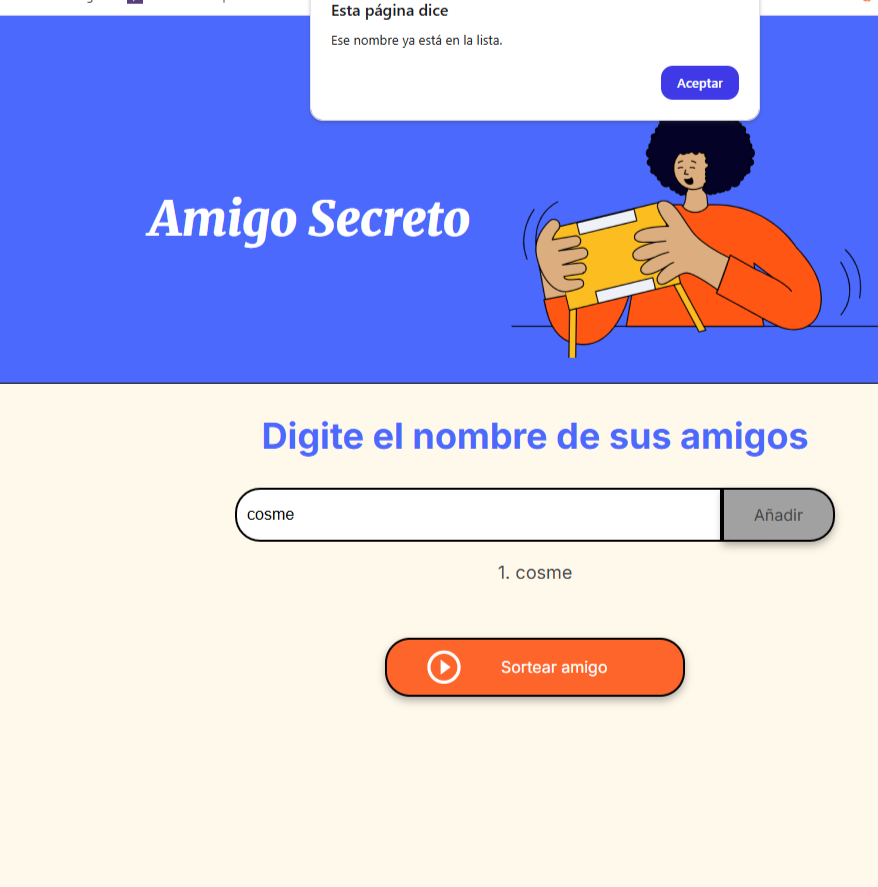 Esta página dice
Ese nombre ya está en la lista.
Aceptar
Amigo Secreto
Digite el nombre de sus amigos
cosme
Añadir
1. cosme
Sortear amigo